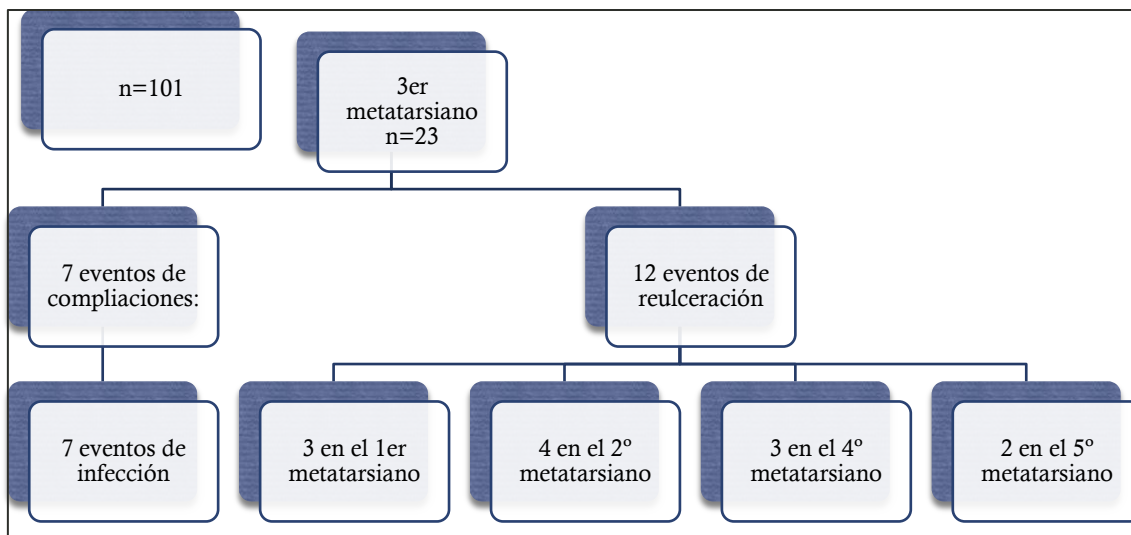 n=101
3er
metatarsiano
n=23
7 eventos de
compliaciones:
12 eventos de
reulceración
7 eventos de
infección
3 en el 1er
metatarsiano
4 en el 2º
metatarsiano
3 en el 4º
metatarsiano
2 en el 5º
metatarsiano